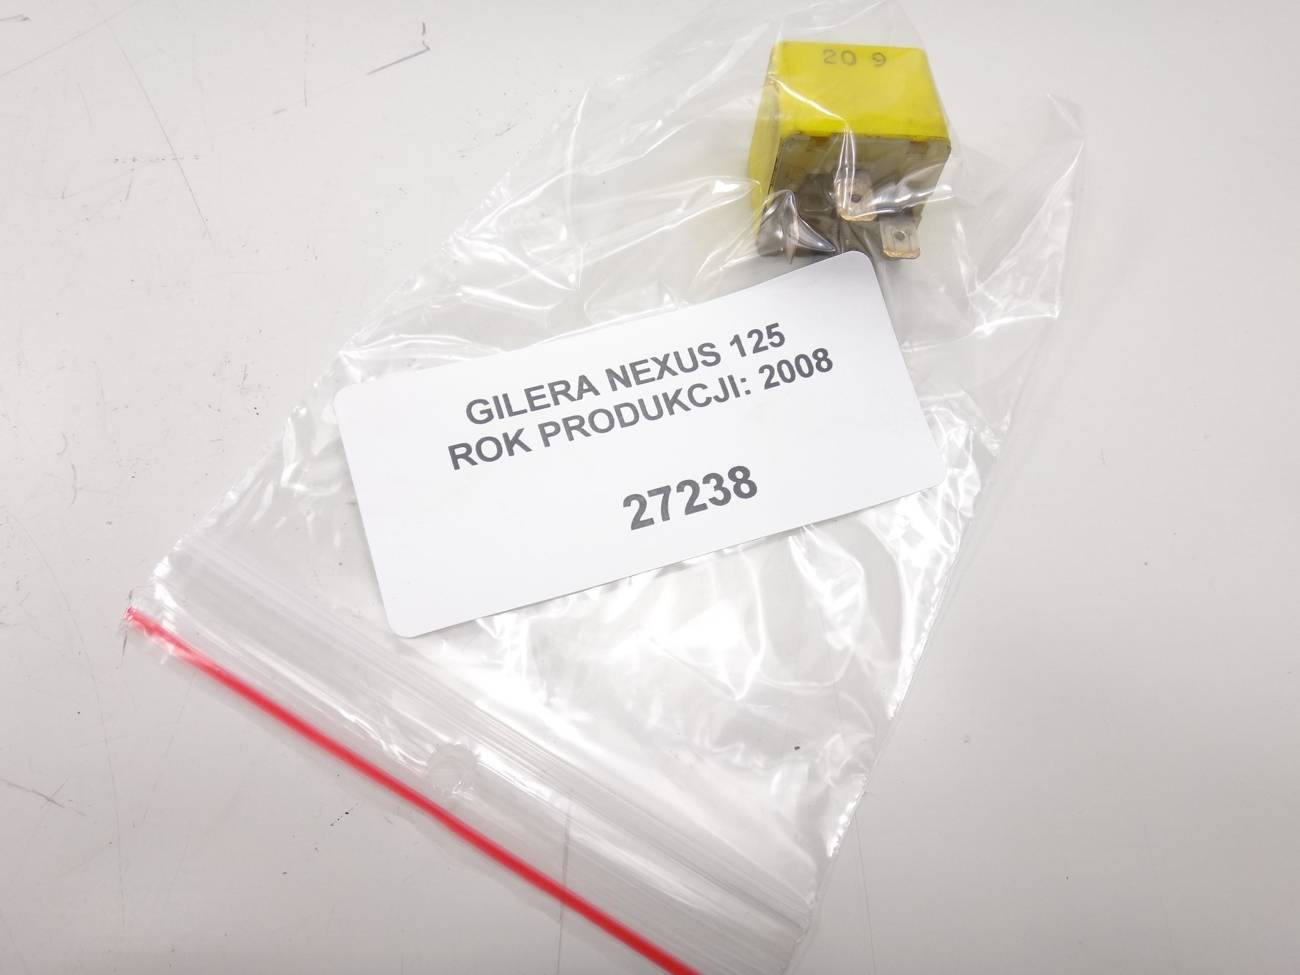 20 9
GILERA NEXUS 125
ROK PRODUKCJI: 2008
27238